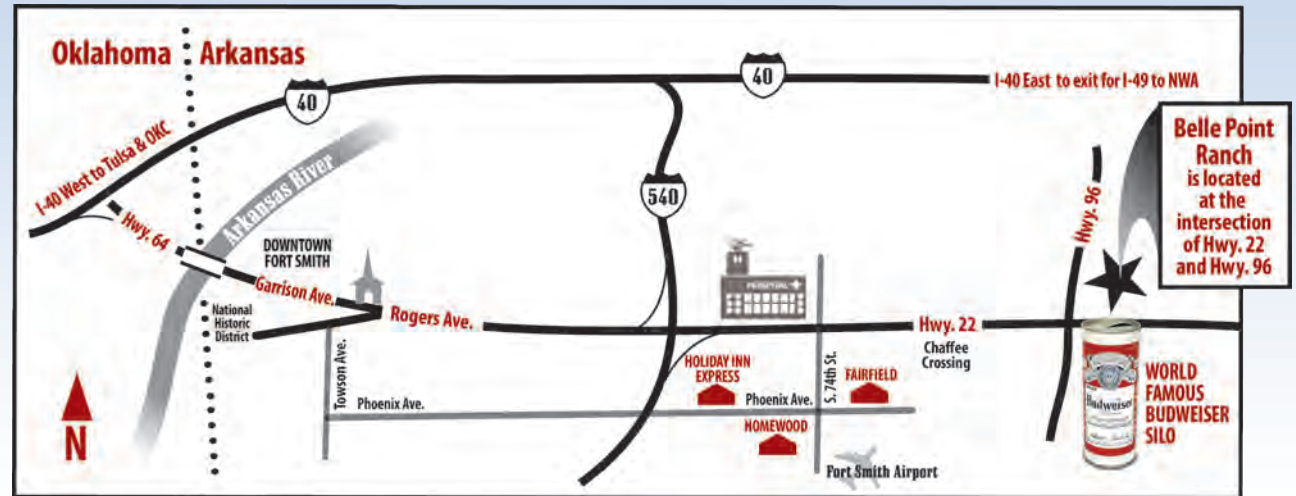 Oklahoma Arkansas
40
40
I-40 East to exit for I-49 to NWA
I-40 West to Tulsa & OKC
Arkansas River
Hwy. 64
540
Hwy. 96
Belle Point
Ranch
is located
at the
intersection
of Hwy. 22
and Hwy. 96
DOWNTOWN
FORT SMITH
Garrison Ave.
National
Historic
District
Rogers Ave.
HOSPITAL
Hwy. 22
Chaffee
Crossing
Towson Ave.
Phoenix Ave.
HOLIDAY INN
EXPRESS
Phoenix Ave.
S. 74th St.
FAIRFIELD
HOMEWOOD
Fort Smith Airport
Budweiser
WORLD
FAMOUS
BUDWEISER
SILO
N